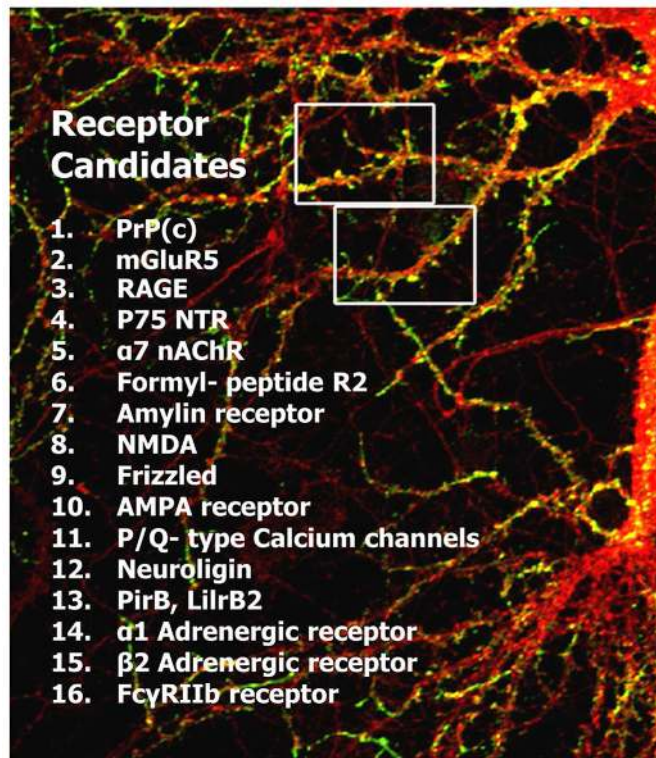 Receptor
Candidates
1. PrP(c)
2. mGluR5
3. RAGE
4. P75 NTR
5. α7 nAChR
6. Formyl- peptide R2
7. Amylin receptor
8. NMDA
9. Frizzled
10. AMPA receptor
11. P/Q- type Calcium channels
12. Neuroligin
13. PirB, LilrB2
14. α1 Adrenergic receptor
15. β2 Adrenergic receptor
16. FcγRIIb receptor